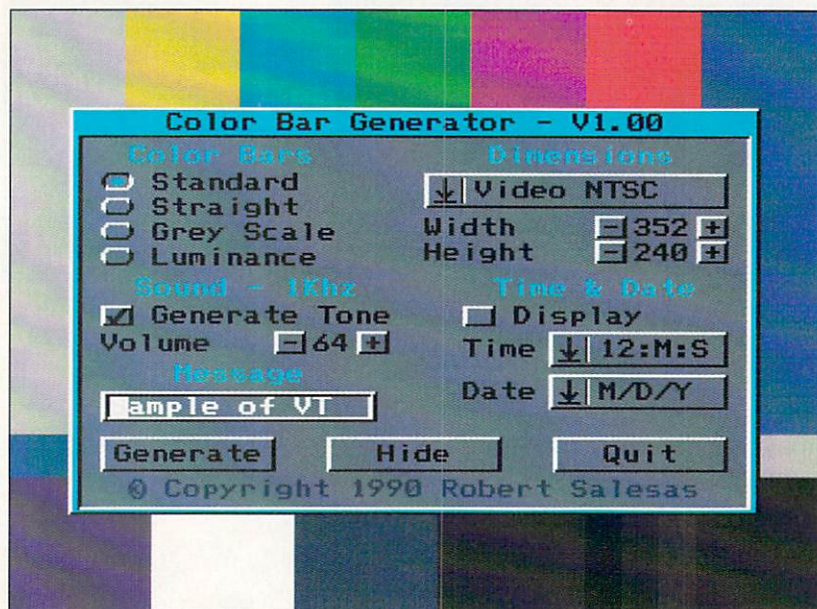 Color Bar Generator - V1.00
Color Bars
Standard
Straight
Grey Scale
Luminance
Sound - 1Khz
Generate Tone
Volume - 64 +
Message
ample of VT
Dimensions
Video NTSC
Width - 352 +
Height - 240 +
Time & Date
Display
Time 12:M:S
Date M/D/Y
Generate
Hide
Quit
© Copyright 1990 Robert Salesas